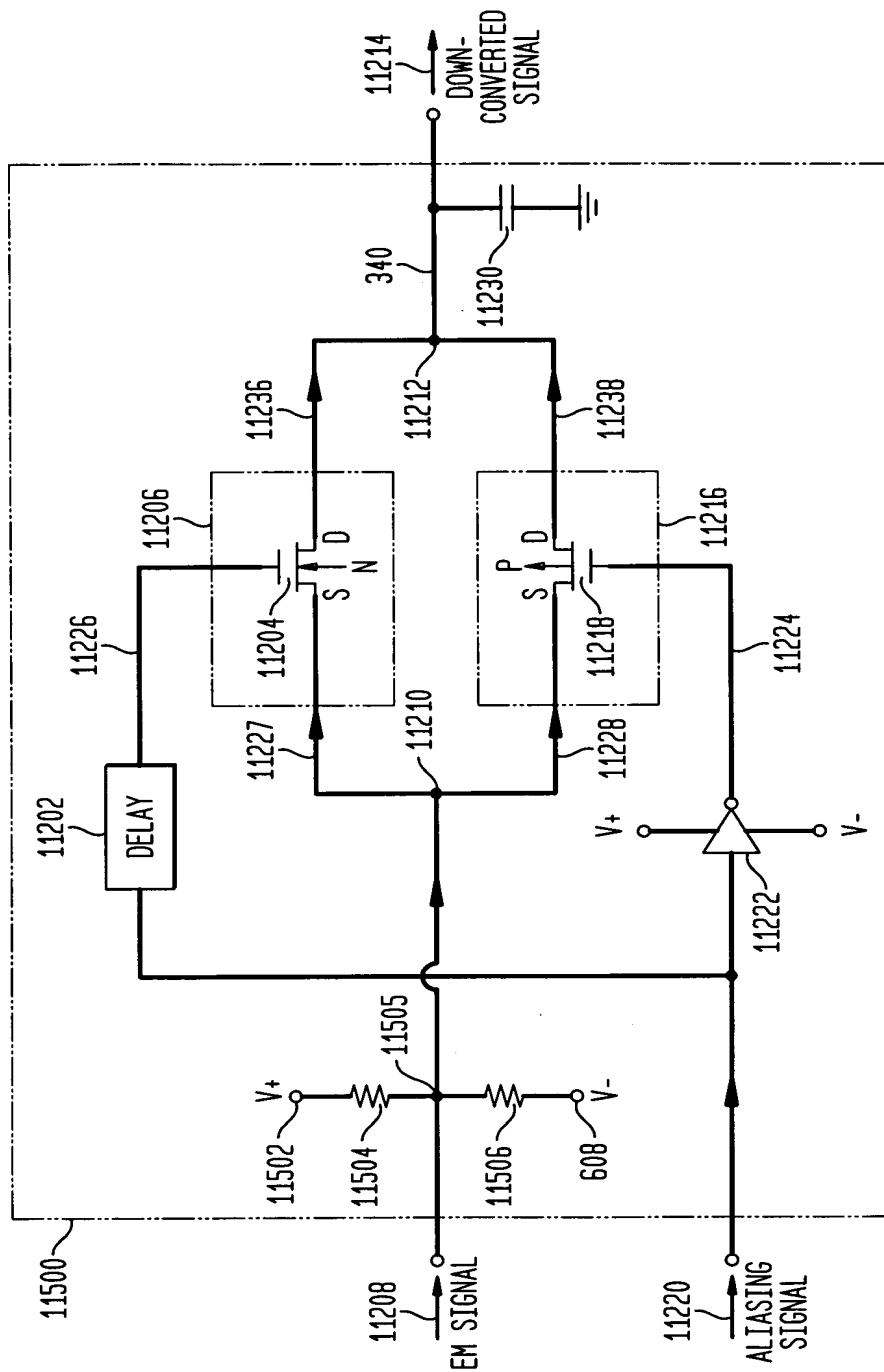 11500
11202
DELAY
11226
11206
11236
340
11214
DOWN-
CONVERTED
SIGNAL
11204
S
N
D
11227
11212
11230
V+
11502
11504
11505
11210
11506
608
V-
11208
EM SIGNAL
11228
P
S
D
11218
11238
11216
11224
V+
11222
V-
11220
ALIASING
SIGNAL